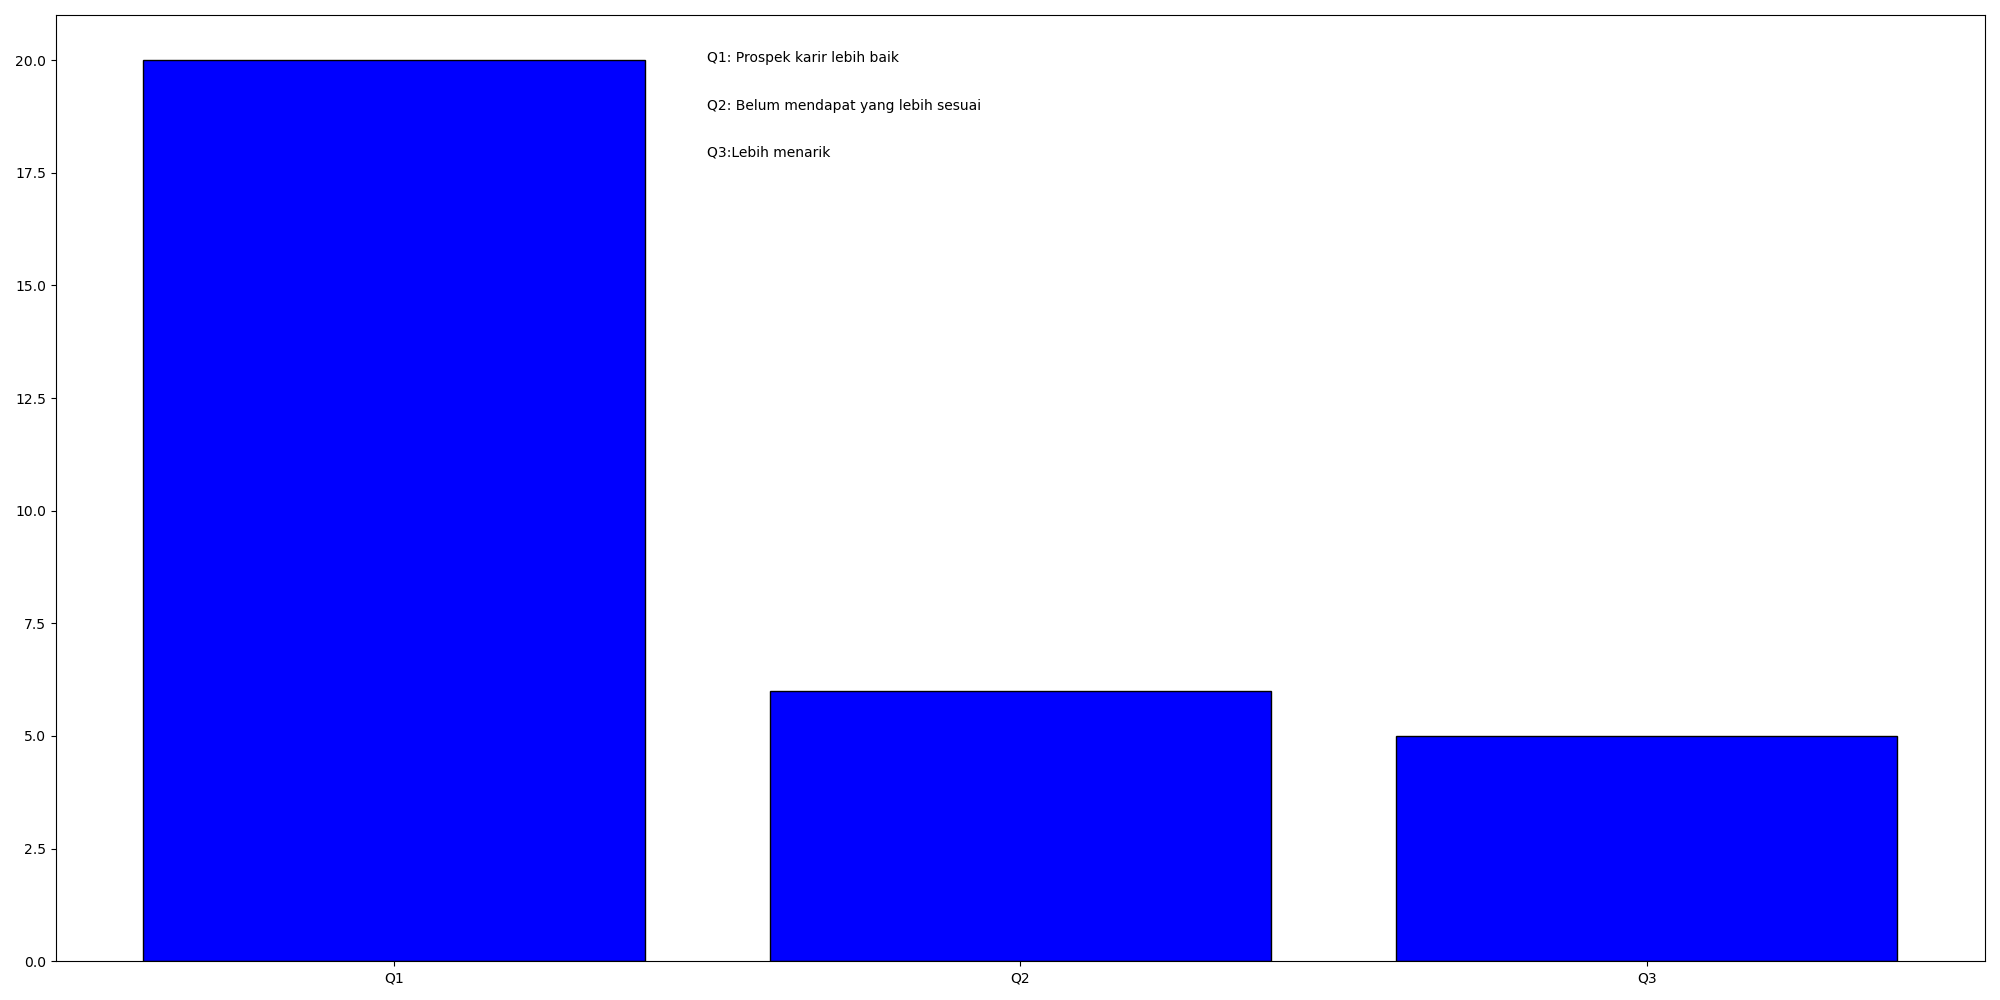 20.0
17.5
15.0
12.5
10.0
7.5
5.0
2.5
0.0
Q1: Prospek karir lebih baik
Q2: Belum mendapat yang lebih sesuai
Q3:Lebih menarik
Q1 Q2 Q3